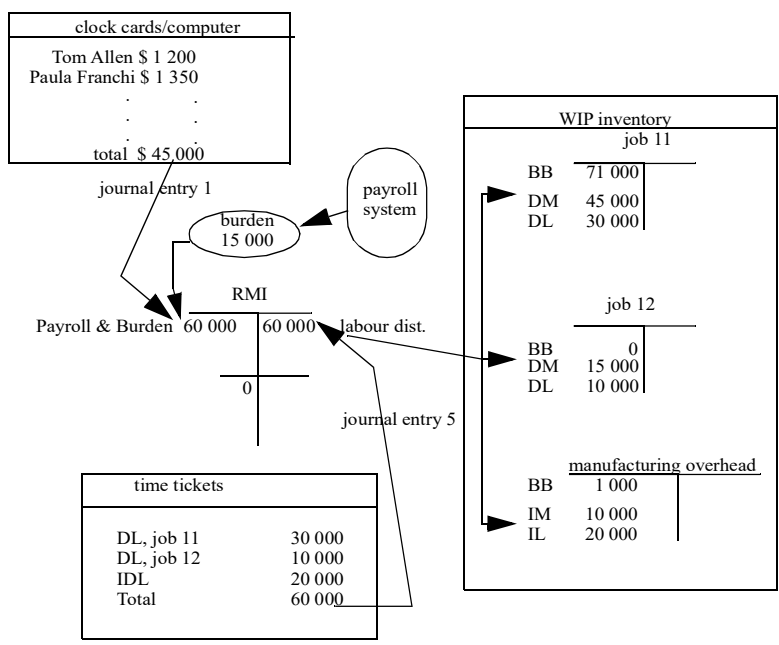 clock cards/computer
Tom Allen $ 1 200
Paula Franchi $ 1 350
. .
. .
. .
total $ 45,000
journal entry 1
payroll
system
burden
15 000
RMI
Payroll & Burden 60 000 60 000 labour dist.
0
journal entry 5
time tickets
DL, job 11 30 000
DL, job 12 10 000
IDL 20 000
Total 60 000
WIP inventory
job 11
BB 71 000
DM 45 000
DL 30 000
job 12
BB 0
DM 15 000
DL 10 000
manufacturing overhead
BB 1 000
IM 10 000
IL 20 000